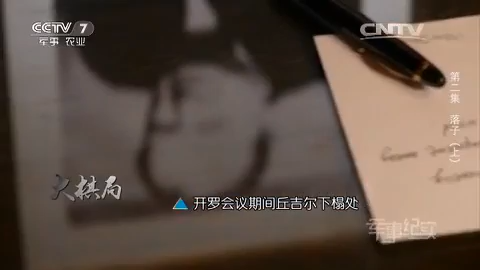 CCTV 7
军事 农业
CNTV
第二集 落子(上)
大棋局
开罗会议期间丘吉尔下榻处
军事纪实